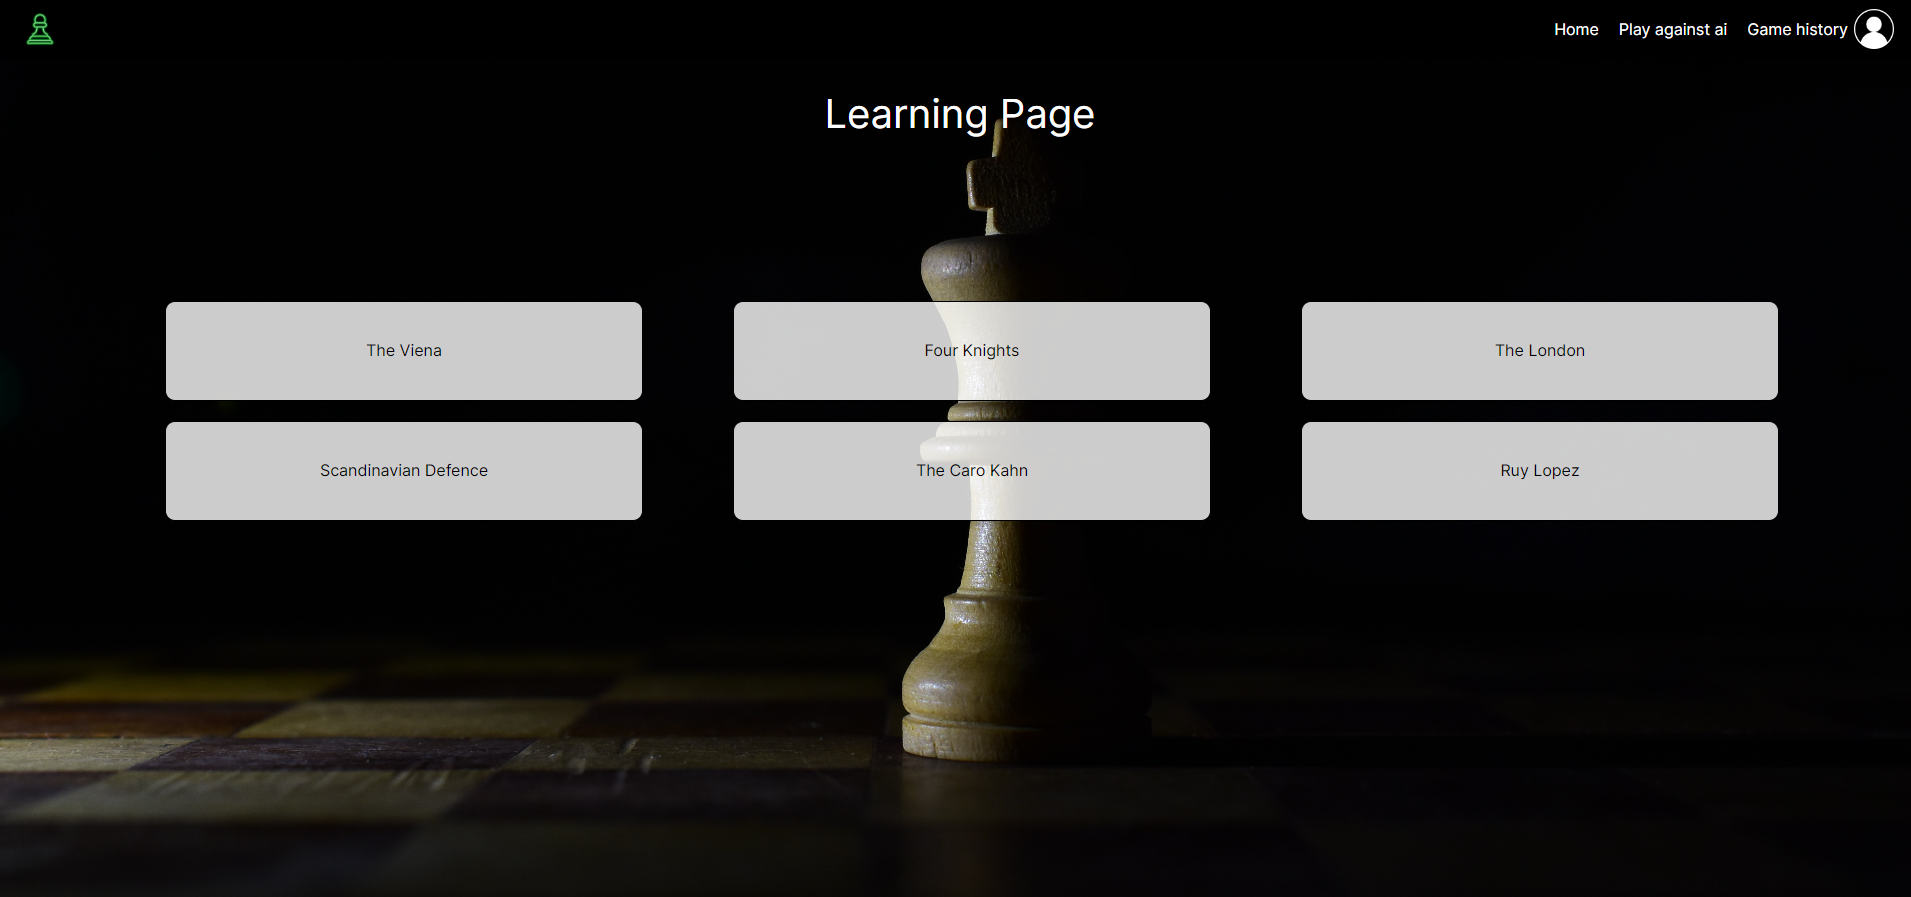 Home Play against ai Game history
Learning Page
The Viena Four Knights The London
Scandinavian Defence The Caro Kahn Ruy Lopez